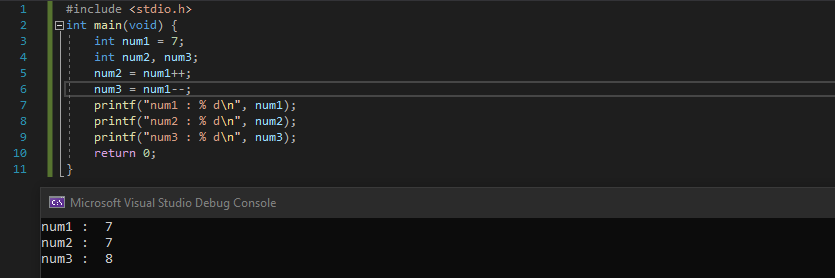 1 #include <stdio.h>
2 int main(void) {
3 int num1 = 7;
4 int num2, num3;
5 num2 = num1++;
6 num3 = num1--;
7 printf("num1 : % d\n", num1);
8 printf("num2 : % d\n", num2);
9 printf("num3 : % d\n", num3);
10 return 0;
11 }
C:\ Microsoft Visual Studio Debug Console
num1 :  7
num2 :  7
num3 :  8